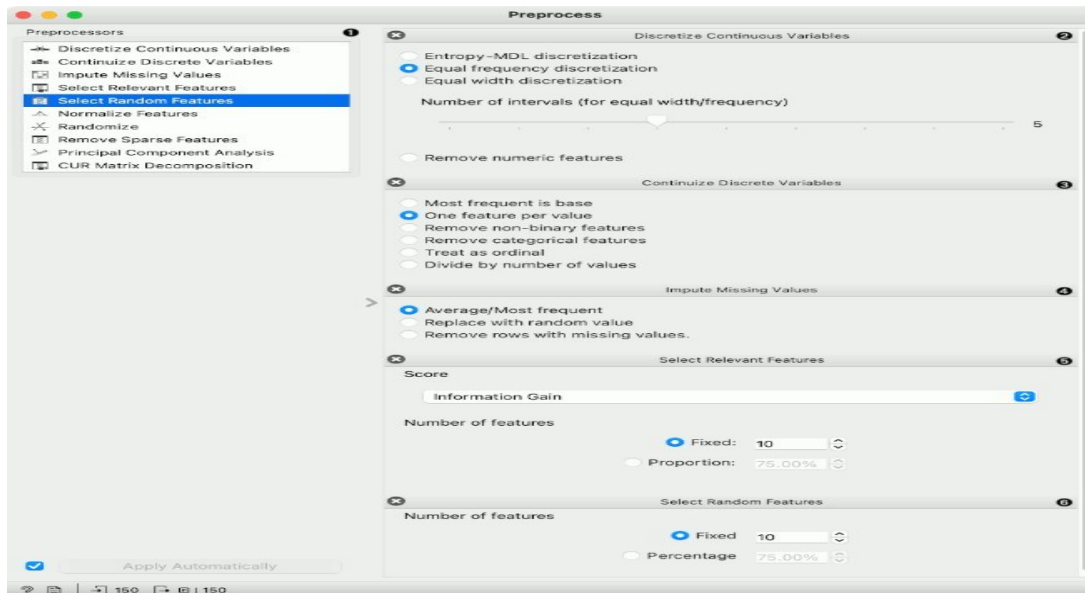 Preprocess
Preprocessors 1
Discretize Continuous Variables
Continuize Discrete Variables
Impute Missing Values
Select Relevant Features
Select Random Features
Normalize Features
Randomize
Remove Sparse Features
Principal Component Analysis
CUR Matrix Decomposition
Apply Automatically
Discretize Continuous Variables 2
Entropy-MDL discretization
Equal frequency discretization
Equal width discretization
Number of intervals (for equal width/frequency)
5
Remove numeric features
Continuize Discrete Variables 3
Most frequent is base
One feature per value
Remove non-binary features
Remove categorical features
Treat as ordinal
Divide by number of values
Impute Missing Values 4
Average/Most frequent
Replace with random value
Remove rows with missing values.
Select Relevant Features 5
Score
Information Gain
Number of features
Fixed: 10
Proportion: 75.00%
Select Random Features 6
Number of features
Fixed 10
Percentage 75.00%
? 150 150